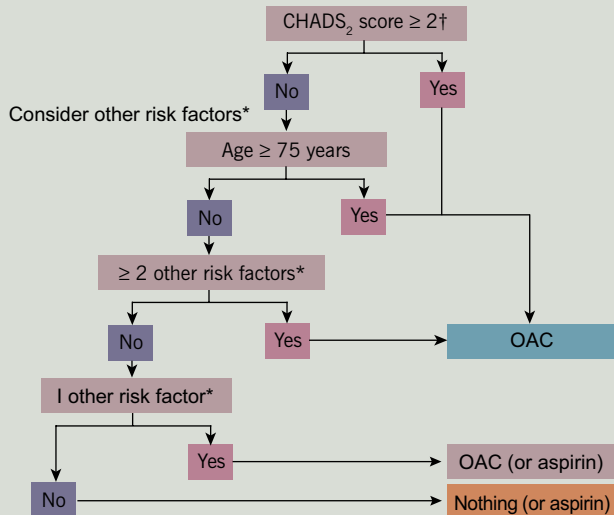 CHADS₂ score ≥ 2†
No
Yes
Consider other risk factors*
Age ≥ 75 years
No
Yes
≥ 2 other risk factors*
No
Yes
OAC
I other risk factor*
Yes
OAC (or aspirin)
No
Nothing (or aspirin)